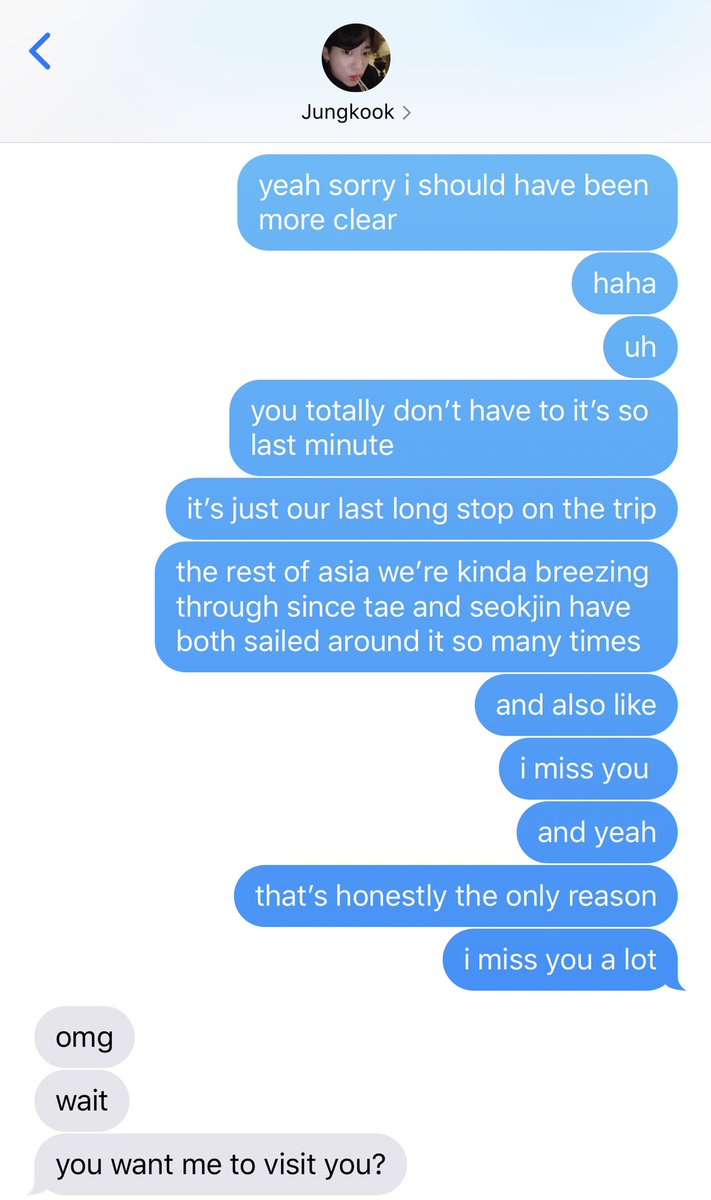 Jungkook
yeah sorry i should have been
more clear
haha
uh
you totally don’t have to it’s so
last minute
it’s just our last long stop on the trip
the rest of asia we’re kinda breezing
through since tae and seokjin have
both sailed around it so many times
and also like
i miss you
and yeah
that’s honestly the only reason
i miss you a lot
omg
wait
you want me to visit you?